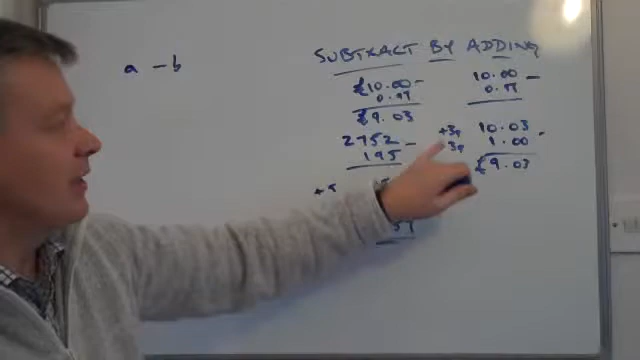 SUBTRACT BY ADDING
a - b
£10.00 -
0.97
£9.03
2752
195 -
+5
10.00 -
0.97
+3p 10.03 -
+3p 1.00
£9.03